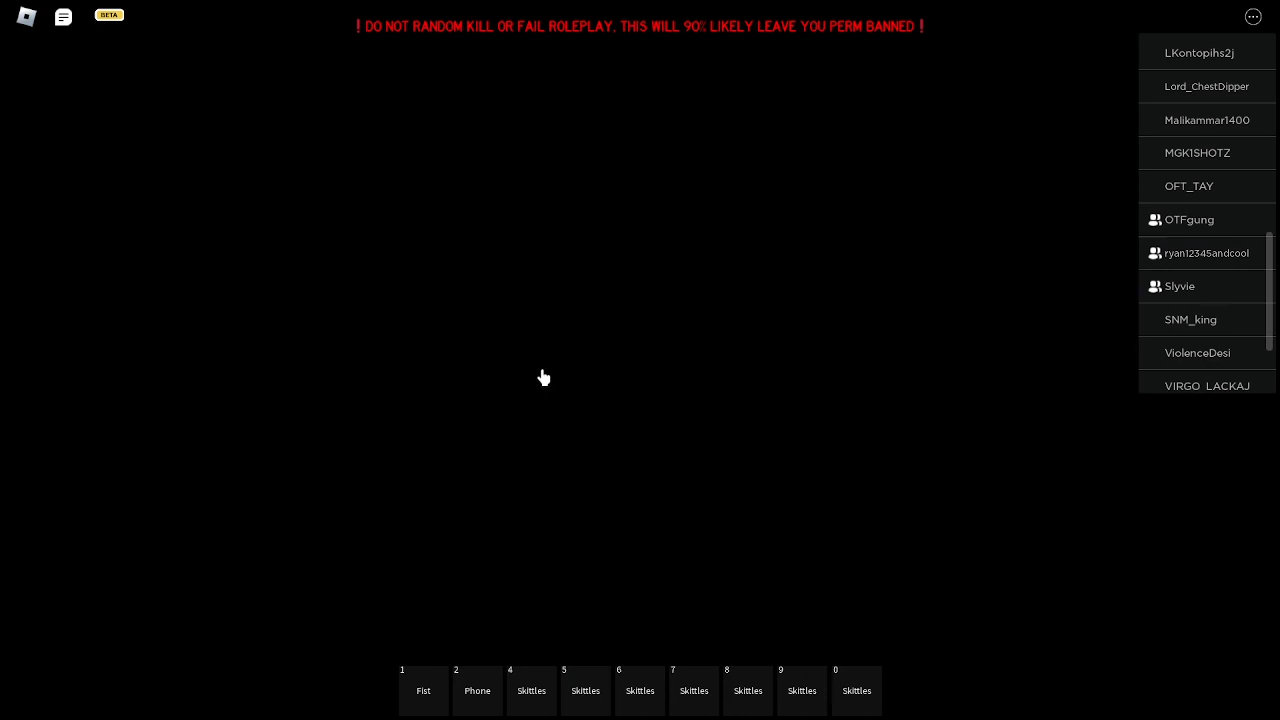 BETA
❗DO NOT RANDOM KILL OR FAIL ROLEPLAY. THIS WILL 90% LIKELY LEAVE YOU PERM BANNED❗
LKontopihs2j
Lord_ChestDipper
Malikammar1400
MGK1SHOTZ
OFT_TAY
OTFgung
ryan12345andcool
Slyvie
SNM_king
ViolenceDesi
VIRGO_LACKAJ
1 2 4 5 6 7 8 9 0
Fist Phone Skittles Skittles Skittles Skittles Skittles Skittles Skittles